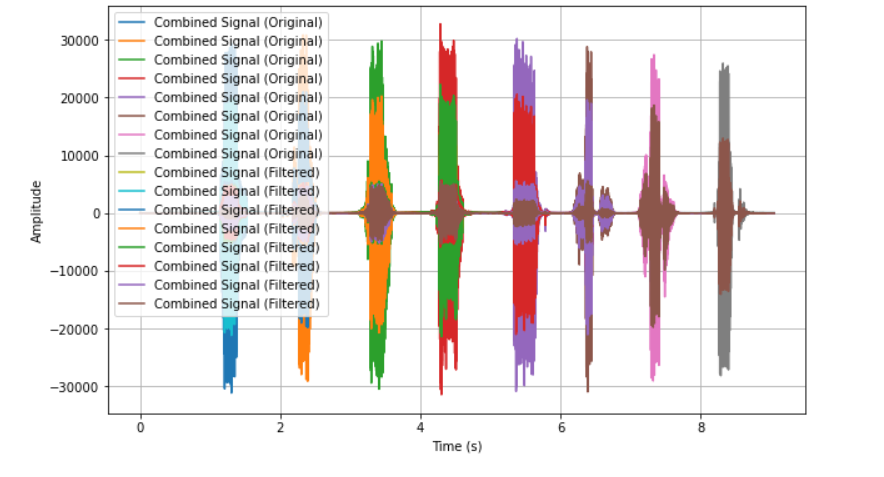 Combined Signal (Original)
Combined Signal (Original)
Combined Signal (Original)
Combined Signal (Original)
Combined Signal (Original)
Combined Signal (Original)
Combined Signal (Original)
Combined Signal (Original)
Combined Signal (Filtered)
Combined Signal (Filtered)
Combined Signal (Filtered)
Combined Signal (Filtered)
Combined Signal (Filtered)
Combined Signal (Filtered)
Combined Signal (Filtered)
Combined Signal (Filtered)
Amplitude
30000
20000
10000
0
−10000
−20000
−30000
0 2 4 6 8
Time (s)